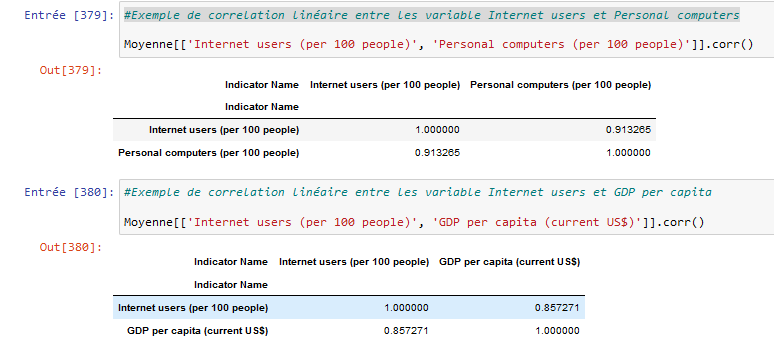 Entrée [379]: #Exemple de correlation linéaire entre les variable Internet users et Personal computers
Moyenne[['Internet users (per 100 people)', 'Personal computers (per 100 people)']].corr()
Out[379]:
Indicator Name Internet users (per 100 people) Personal computers (per 100 people)
Indicator Name
Internet users (per 100 people) 1.000000 0.913265
Personal computers (per 100 people) 0.913265 1.000000
Entrée [380]: #Exemple de correlation linéaire entre les variable Internet users et GDP per capita
Moyenne[['Internet users (per 100 people)', 'GDP per capita (current US$)']].corr()
Out[380]:
Indicator Name Internet users (per 100 people) GDP per capita (current US$)
Indicator Name
Internet users (per 100 people) 1.000000 0.857271
GDP per capita (current US$) 0.857271 1.000000